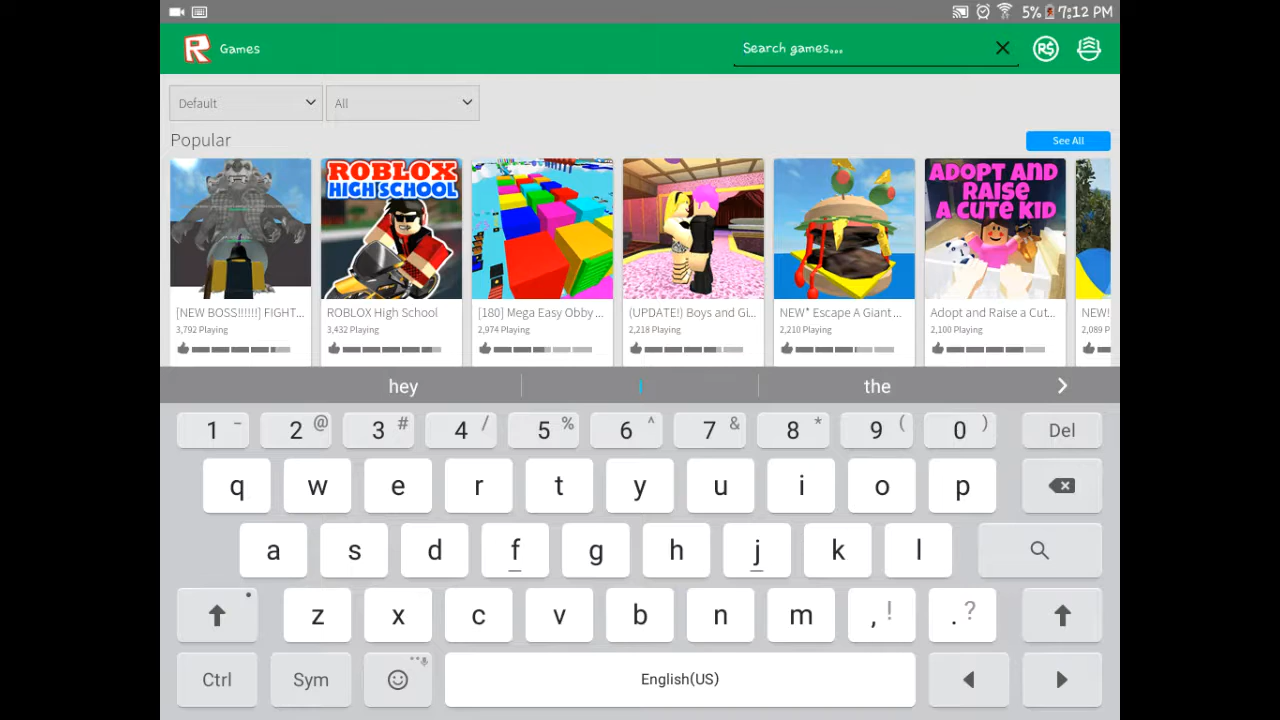 5% 7:12 PM
R Games
Search games... R$
Default All
Popular
See All
ROBLOX
HIGH SCHOOL
ADOPT AND
RAISE
A CUTE KID
[NEW BOSS!!!!!!] FIGHT...
3,792 Playing
ROBLOX High School
3,432 Playing
[180] Mega Easy Obby ...
2,974 Playing
(UPDATE!) Boys and Gi...
2,218 Playing
NEW* Escape A Giant ...
2,210 Playing
Adopt and Raise a Cut...
2,100 Playing
NEW!
2,089 P
hey i the
1 - 2 @ 3 # 4 / 5 % 6 ^ 7 & 8 * 9 ( 0 ) Del
q w e r t y u i o p
a s d f g h j k l
z x c v b n m , ! . ?
Ctrl Sym English(US)